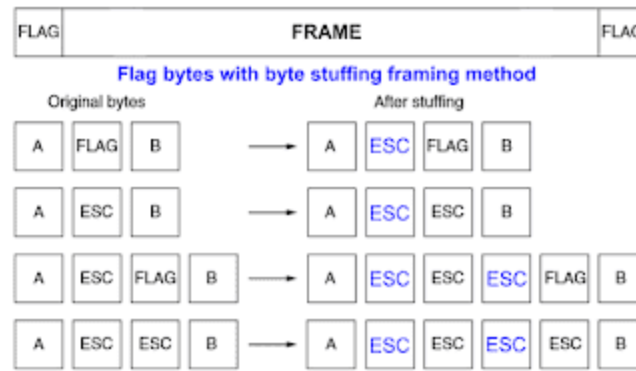 FLAG FRAME FLAG
Flag bytes with byte stuffing framing method
Original bytes After stuffing
A FLAG B A ESC FLAG B
A ESC B A ESC ESC B
A ESC FLAG B A ESC ESC ESC FLAG B
A ESC ESC B A ESC ESC ESC ESC B